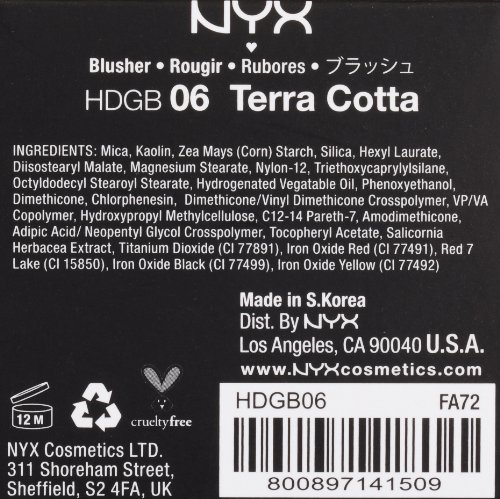 NYX
Blusher • Rougir • Rubores • ブラッシュ
HDGB 06 Terra Cotta
INGREDIENTS: Mica, Kaolin, Zea Mays (Corn) Starch, Silica, Hexyl Laurate,
Diisostearyl Malate, Magnesium Stearate, Nylon-12, Triethoxycaprylylsilane,
Octyldodecyl Stearoyl Stearate, Hydrogenated Vegatable Oil, Phenoxyethanol,
Dimethicone, Chlorphenesin, Dimethicone/Vinyl Dimethicone Crosspolymer, VP/VA
Copolymer, Hydroxypropyl Methylcellulose, C12-14 Pareth-7, Amodimethicone,
Adipic Acid/ Neopentyl Glycol Crosspolymer, Tocopheryl Acetate, Salicornia
Herbacea Extract, Titanium Dioxide (CI 77891), Iron Oxide Red (CI 77491), Red 7
Lake (CI 15850), Iron Oxide Black (CI 77499), Iron Oxide Yellow (CI 77492)
Made in S.Korea
Dist. By NYX
Los Angeles, CA 90040 U.S.A.
www.NYXcosmetics.com
12 M
crueltyfree
HDGB06 FA72
800897141509
NYX Cosmetics LTD.
311 Shoreham Street,
Sheffield, S2 4FA, UK